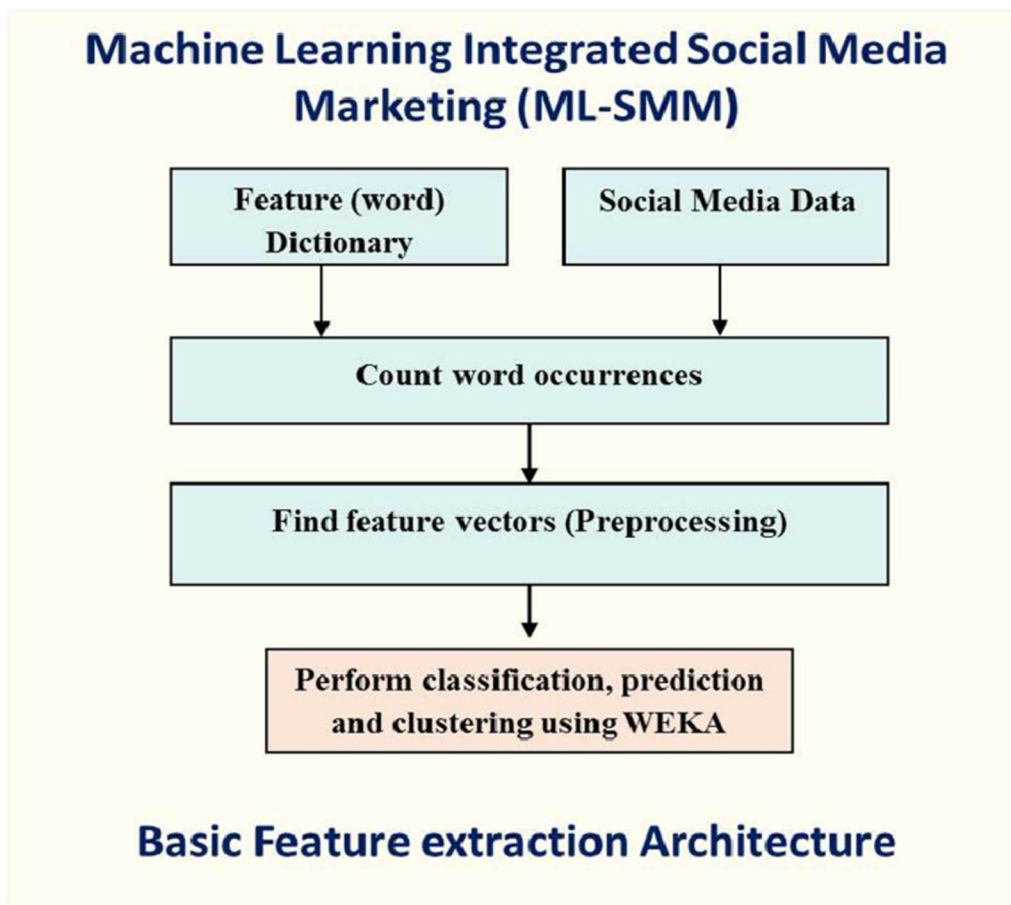 Machine Learning Integrated Social Media
Marketing (ML-SMM)
Feature (word)
Dictionary
Social Media Data
Count word occurrences
Find feature vectors (Preprocessing)
Perform classification, prediction
and clustering using WEKA
Basic Feature extraction Architecture